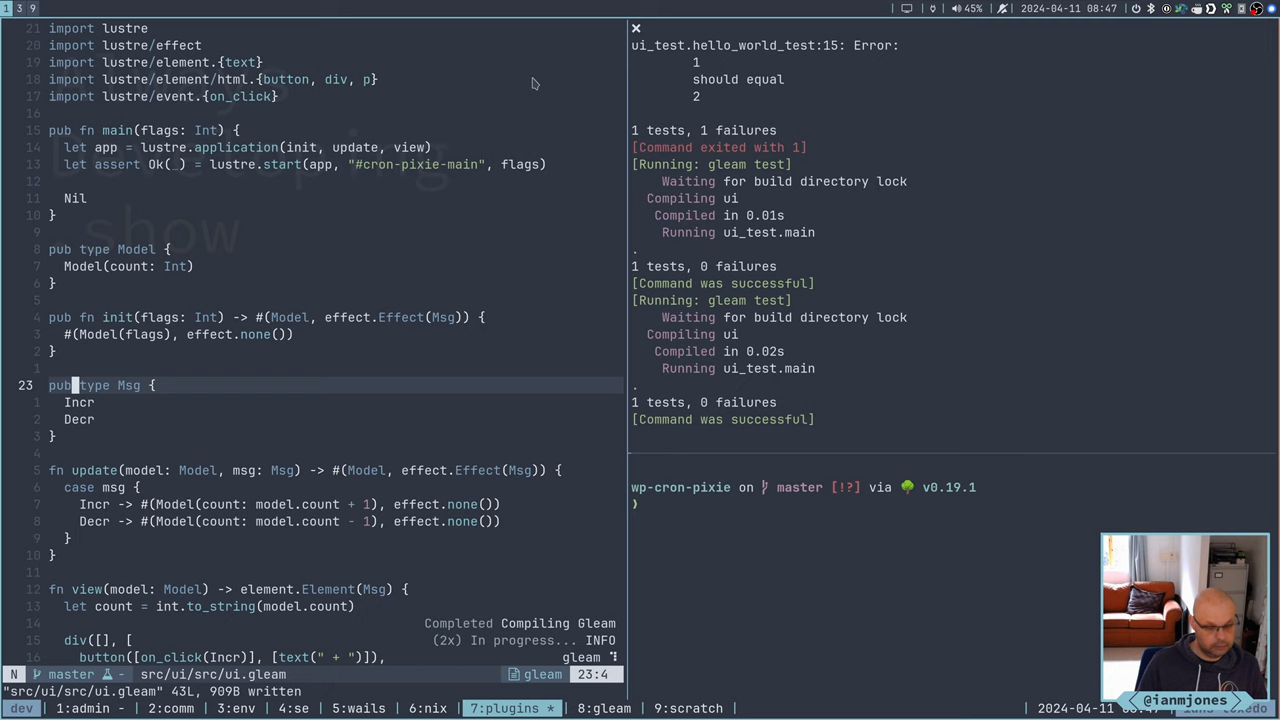 1 3 9
45% 2024-04-11 08:47
21 import lustre
20 import lustre/effect
19 import lustre/element.{text}
18 import lustre/element/html.{button, div, p}
17 import lustre/event.{on_click}
16
15 pub fn main(flags: Int) {
14 let app = lustre.application(init, update, view)
13 let assert Ok(_) = lustre.start(app, "#cron-pixie-main", flags)
12
11 Nil
10 }
9
8 pub type Model {
7 Model(count: Int)
6 }
5
4 pub fn init(flags: Int) -> #(Model, effect.Effect(Msg)) {
3 #(Model(flags), effect.none())
2 }
1
23 pub type Msg {
1 Incr
2 Decr
3 }
4
5 fn update(model: Model, msg: Msg) -> #(Model, effect.Effect(Msg)) {
6 case msg {
7 Incr -> #(Model(count: model.count + 1), effect.none())
8 Decr -> #(Model(count: model.count - 1), effect.none())
9 }
10 }
11
12 fn view(model: Model) -> element.Element(Msg) {
13 let count = int.to_string(model.count)
14 Completed Compiling Gleam
15 div([], [ (2x) In progress... INFO
16 button([on_click(Incr)], [text(" + ")]), gleam
N master - src/ui/src/ui.gleam gleam 23:4
"src/ui/src/ui.gleam" 43L, 909B written
Developing
show
ui_test.hello_world_test:15: Error:
1
should equal
2
1 tests, 1 failures
[Command exited with 1]
[Running: gleam test]
Waiting for build directory lock
Compiling ui
Compiled in 0.01s
Running ui_test.main
.
1 tests, 0 failures
[Command was successful]
[Running: gleam test]
Waiting for build directory lock
Compiling ui
Compiled in 0.02s
Running ui_test.main
.
1 tests, 0 failures
[Command was successful]
wp-cron-pixie on master [!?] via v0.19.1
❯
@ianmjones
dev 1:admin - 2:comm 3:env 4:se 5:wails 6:nix 7:plugins * 8:gleam 9:scratch 2024-04-11